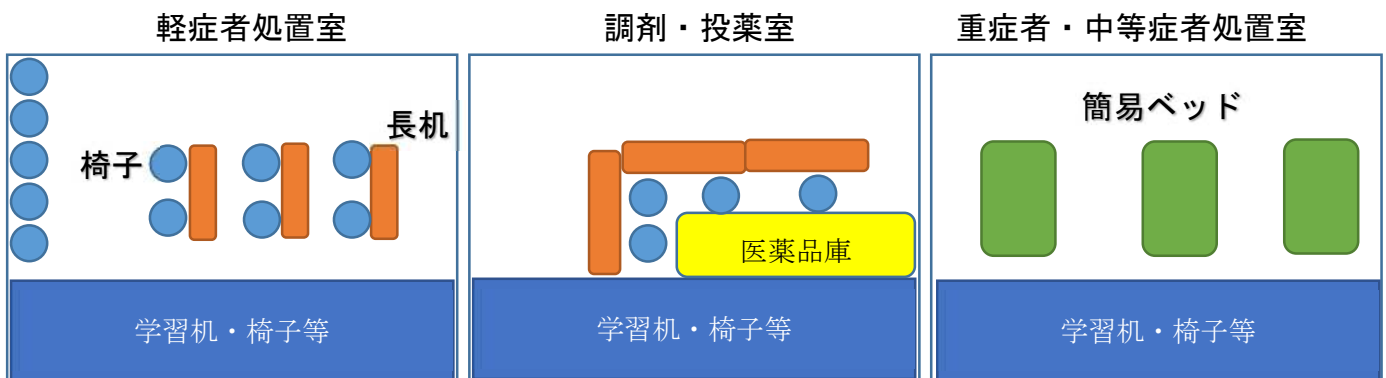 軽症者処置室
調剤・投薬室
重症者・中等症者処置室
長机
椅子
医薬品庫
簡易ベッド
学習机・椅子等
学習机・椅子等
学習机・椅子等